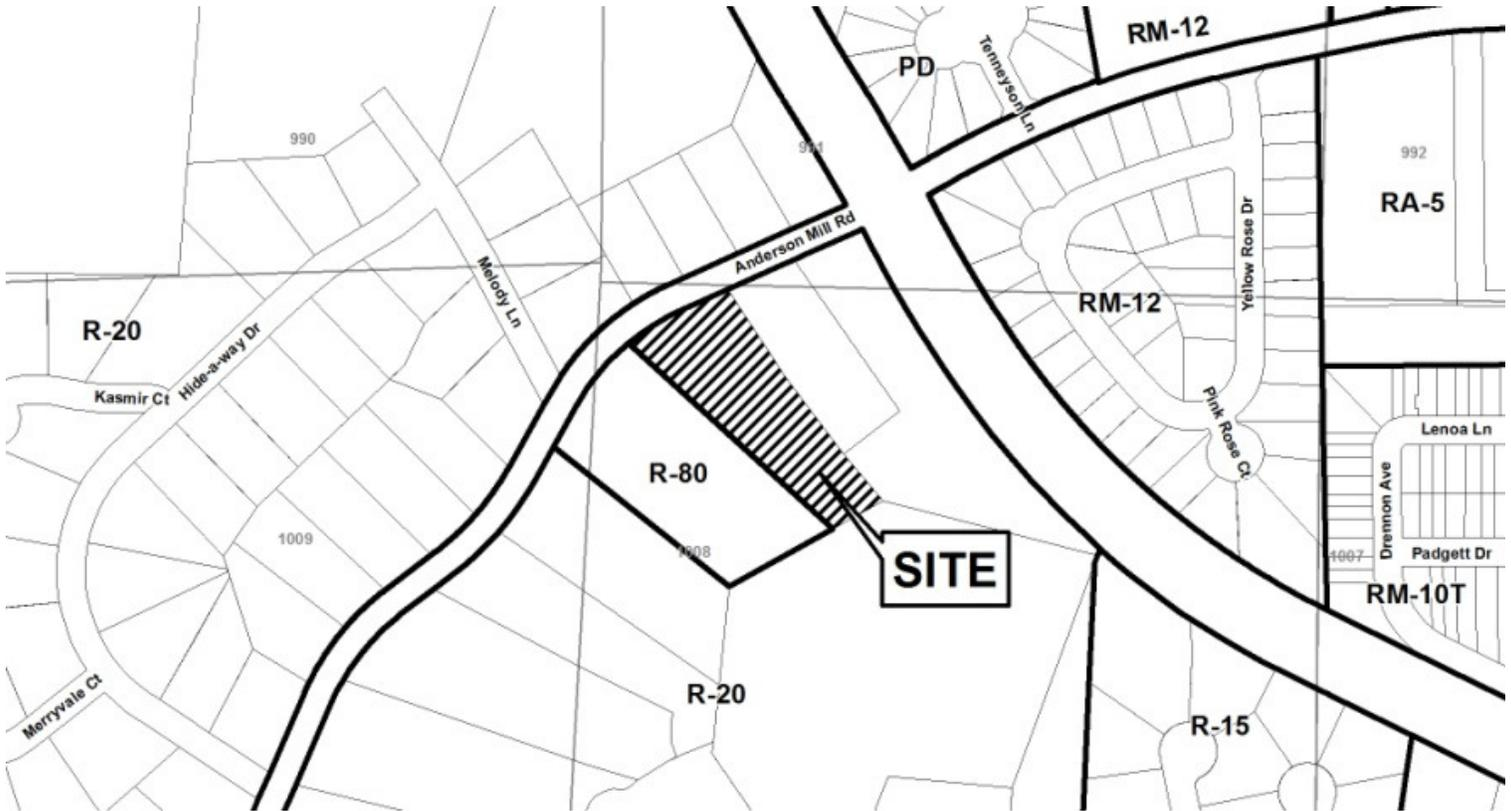 RM-12
PD
Tenneyson Ln
990
991
992
RA-5
Yellow Rose Dr
Anderson Mill Rd
Melody Ln
RM-12
R-20
Hide-a-way Dr
Kasmir Ct
Pink Rose Ct
Lenoa Ln
R-80
Drennon Ave
1009
1008
SITE
1007
Padgett Dr
RM-10T
Merryvale Ct
R-20
R-15